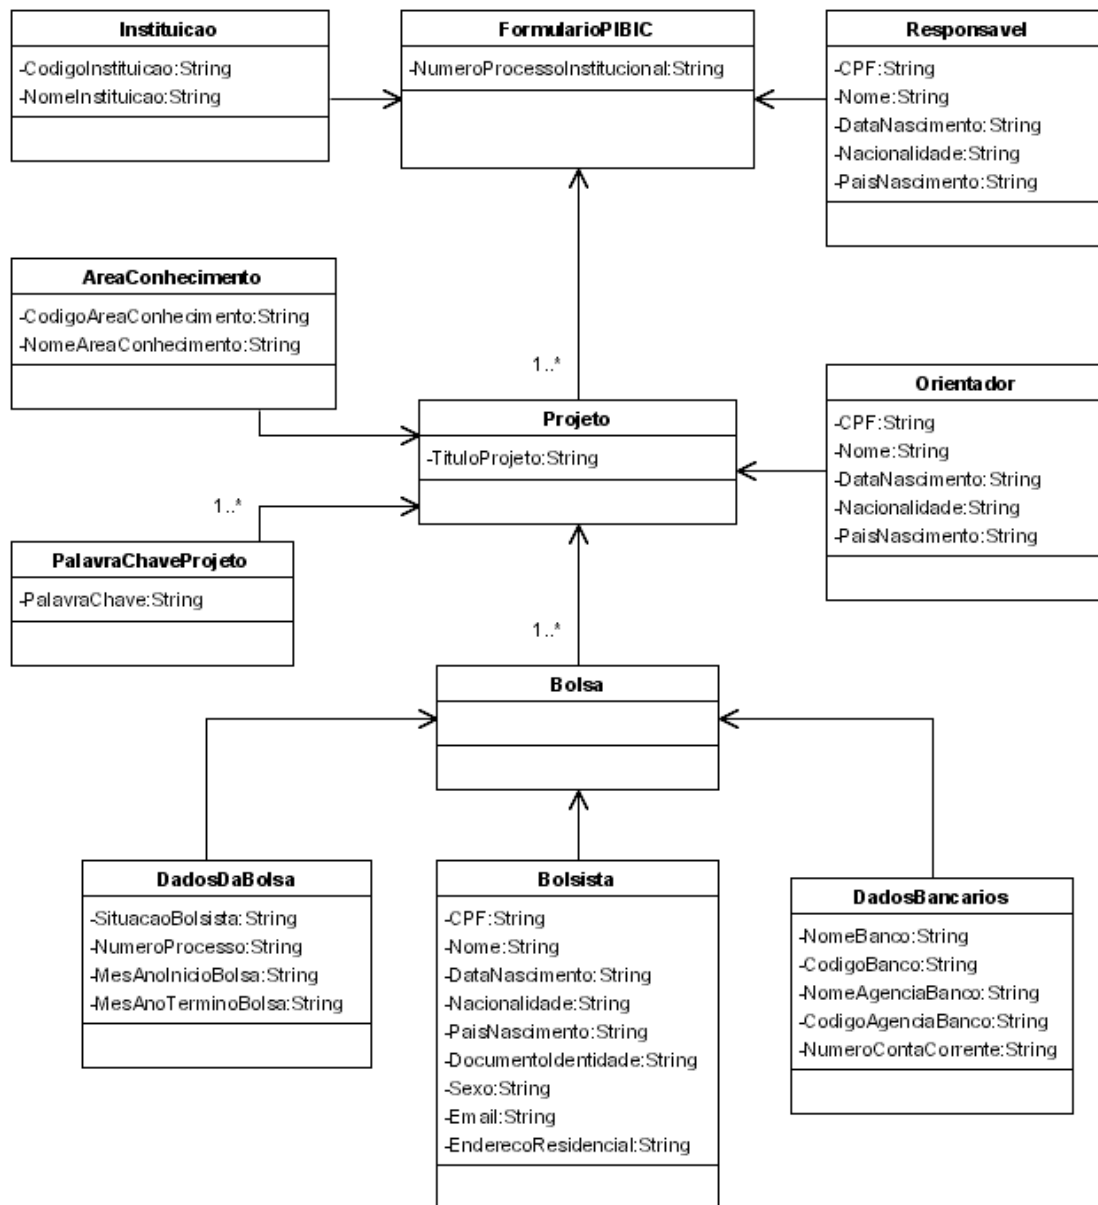 Instituicao
-CodigoInstituicao:String
-NomeInstituicao:String
FormularioPIBIC
-NumeroProcessoInstitucional:String
Responsavel
-CPF:String
-Nome:String
-DataNascimento:String
-Nacionalidade:String
-PaisNascimento:String
AreaConhecimento
-CodigoAreaConhecimento:String
-NomeAreaConhecimento:String
1..*
Projeto
-TituloProjeto:String
Orientador
-CPF:String
-Nome:String
-DataNascimento:String
-Nacionalidade:String
-PaisNascimento:String
1..*
PalavraChaveProjeto
-PalavraChave:String
1..*
Bolsa
DadosDaBolsa
-SituacaoBolsista:String
-NumeroProcesso:String
-MesAnoInicioBolsa:String
-MesAnoTerminoBolsa:String
Bolsista
-CPF:String
-Nome:String
-DataNascimento:String
-Nacionalidade:String
-PaisNascimento:String
-DocumentoIdentidade:String
-Sexo:String
-Email:String
-EnderecoResidencial:String
DadosBancarios
-NomeBanco:String
-CodigoBanco:String
-NomeAgenciaBanco:String
-CodigoAgenciaBanco:String
-NumeroContaCorrente:String